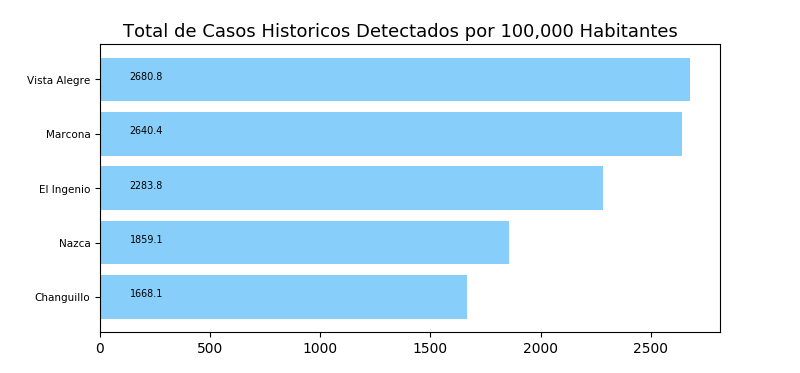 Total de Casos Historicos Detectados por 100,000 Habitantes
Vista Alegre 2680.8
Marcona 2640.4
El Ingenio 2283.8
Nazca 1859.1
Changuillo 1668.1
0 500 1000 1500 2000 2500